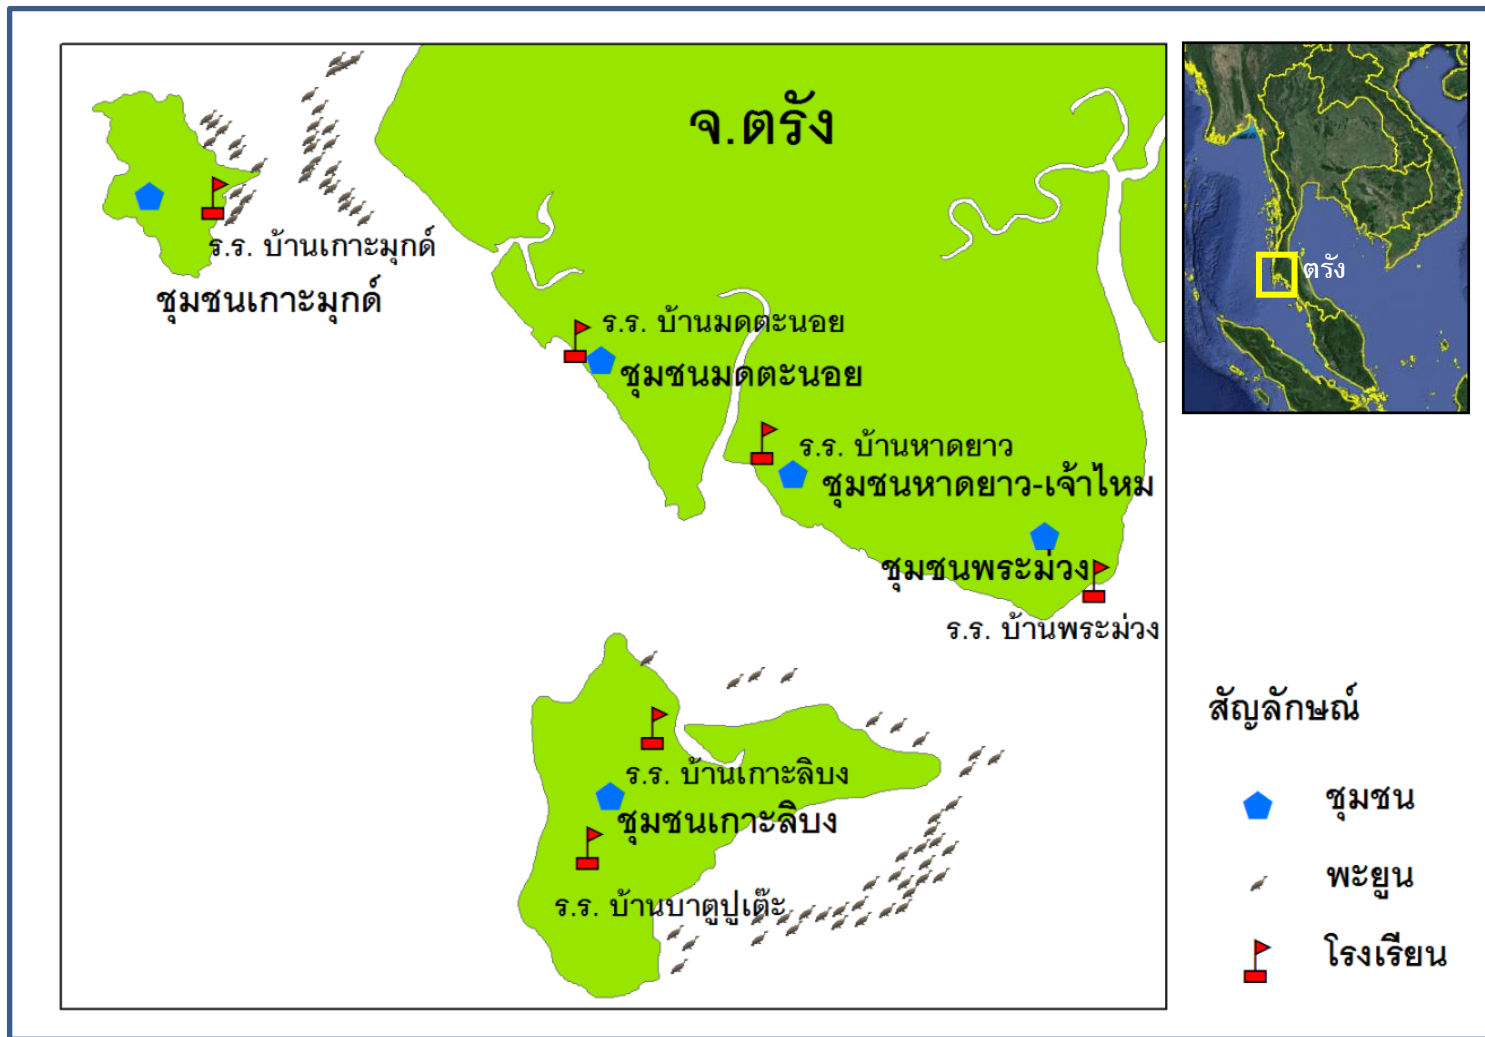 จ.ตรัง
ตรัง
ร.ร. บ้านเกาะมุกด์
ชุมชนเกาะมุกด์
ร.ร. บ้านมดตะนอย
ชุมชนมดตะนอย
ร.ร. บ้านหาดยาว
ชุมชนหาดยาว-เจ้าไหม
ชุมชนพระม่วง
ร.ร. บ้านพระม่วง
ร.ร. บ้านเกาะลิบง
ชุมชนเกาะลิบง
ร.ร. บ้านบาตูปูเต๊ะ
สัญลักษณ์
ชุมชน
พะยูน
โรงเรียน